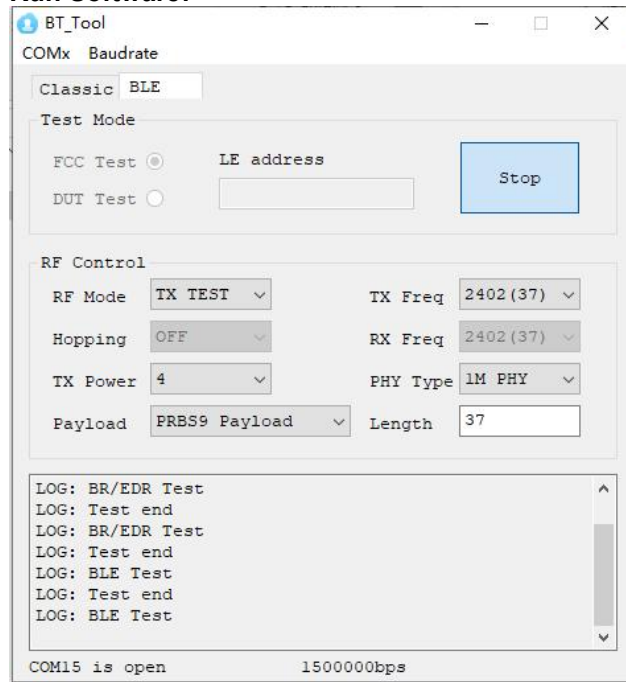 BT_Tool
COMx Baudrate
Classic BLE
Test Mode
FCC Test LE address
Stop
DUT Test
RF Control
RF Mode TX TEST TX Freq 2402(37)
Hopping OFF RX Freq 2402(37)
TX Power 4 PHY Type 1M PHY
Payload PRBS9 Payload Length 37
LOG: BR/EDR Test
LOG: Test end
LOG: BR/EDR Test
LOG: Test end
LOG: BLE Test
LOG: Test end
LOG: BLE Test
COM15 is open 1500000bps